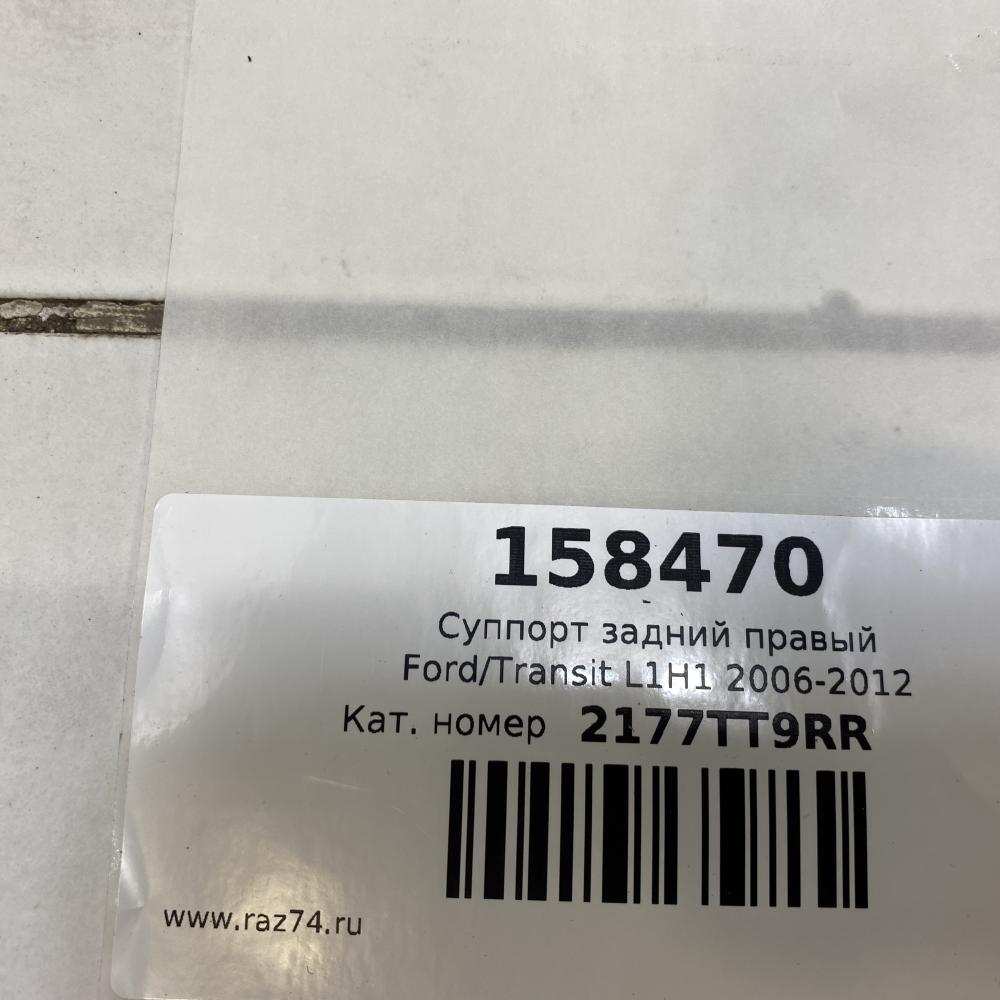 158470
Суппорт задний правый
Ford/Transit L1H1 2006-2012
Кат. номер 2177TT9RR
www.raz74.ru